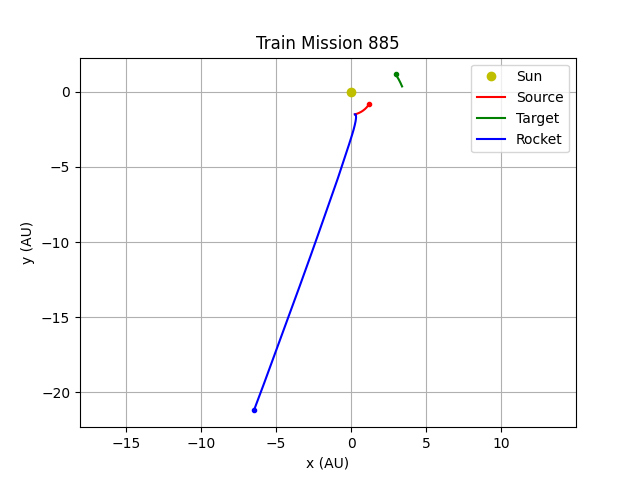 Train Mission 885
Sun
Source
Target
Rocket
0
−5
−10
−15
−20
y (AU)
−15
−10
−5
0
5
10
x (AU)